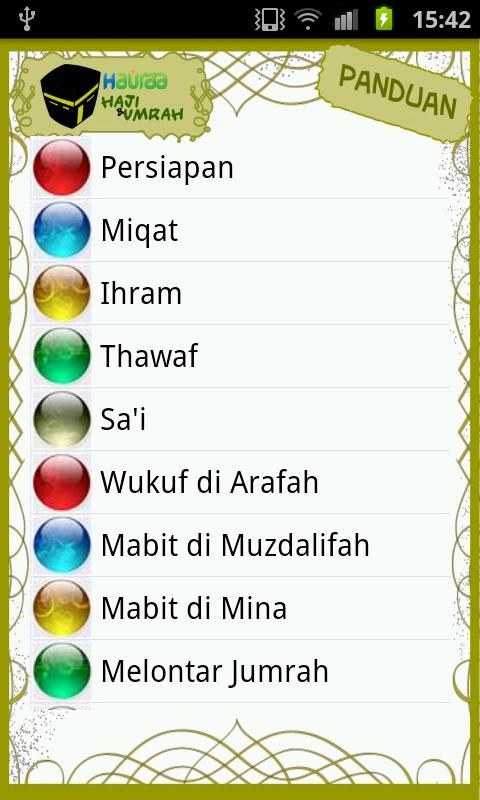 15:42
Hauraa
HAJI
& UMRAH
PANDUAN
Persiapan
Miqat
Ihram
Thawaf
Sa'i
Wukuf di Arafah
Mabit di Muzdalifah
Mabit di Mina
Melontar Jumrah